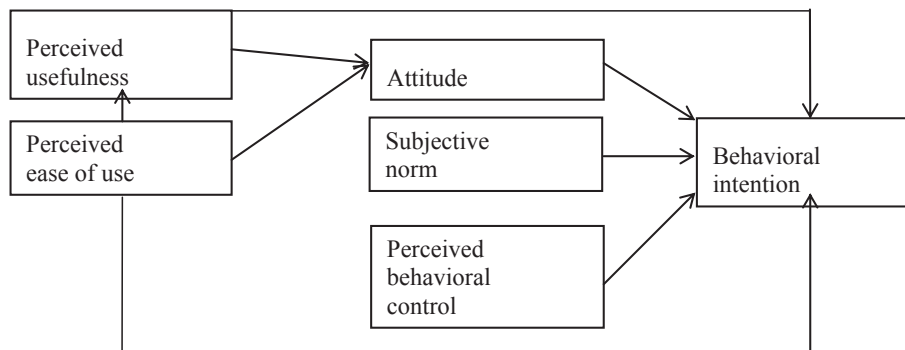 Perceived
usefulness
Perceived
ease of use
Attitude
Subjective
norm
Perceived
behavioral
control
Behavioral
intention